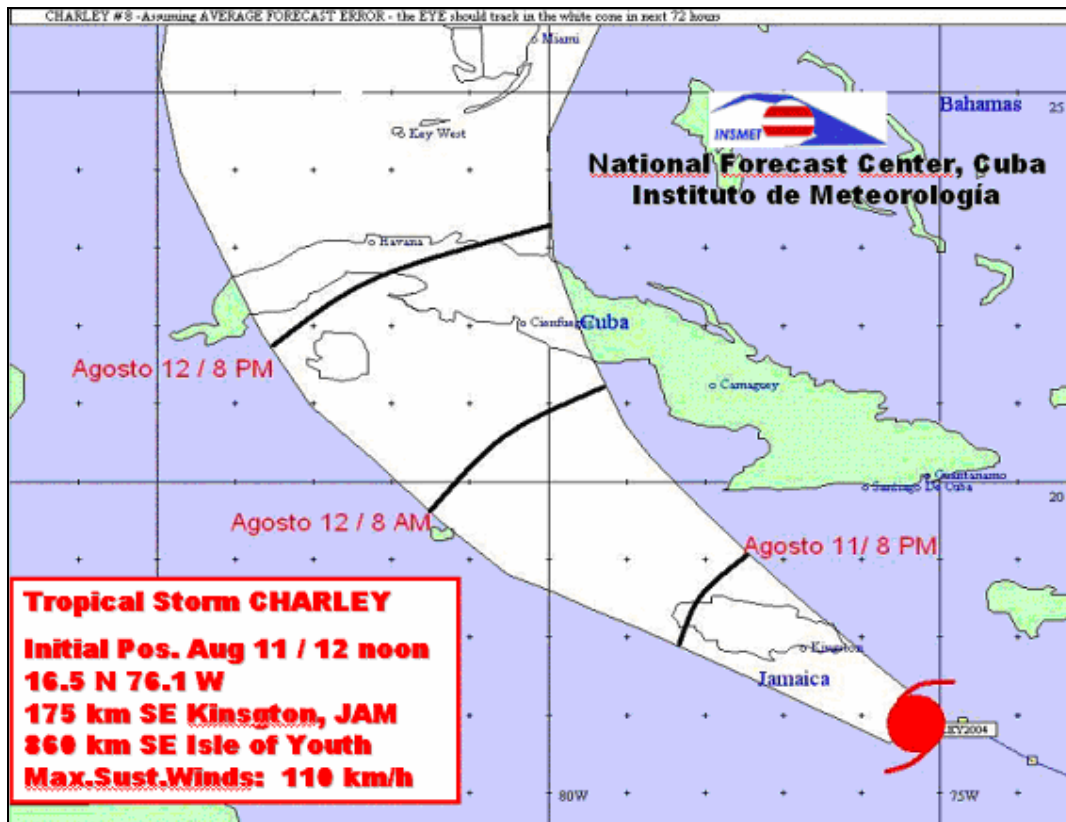 CHARLEY #8 -Assuming AVERAGE FORECAST ERROR - the EYE should track in the white cone in next 72 hours
Miami
Bahamas
25
Key West
INSMET
National Forecast Center, Cuba
Instituto de Meteorología
Havana
Cienfueg
Cuba
Agosto 12 / 8 PM
Camaguey
Guantanamo
Santiago De Cuba
20
Agosto 12 / 8 AM
Agosto 11/ 8 PM
Tropical Storm CHARLEY
Initial Pos. Aug 11 / 12 noon
16.5 N 76.1 W
175 km SE Kinsgton, JAM
860 km SE Isle of Youth
Max.Sust.Winds: 110 km/h
Kingston
Jamaica
EY2004
80W
75W